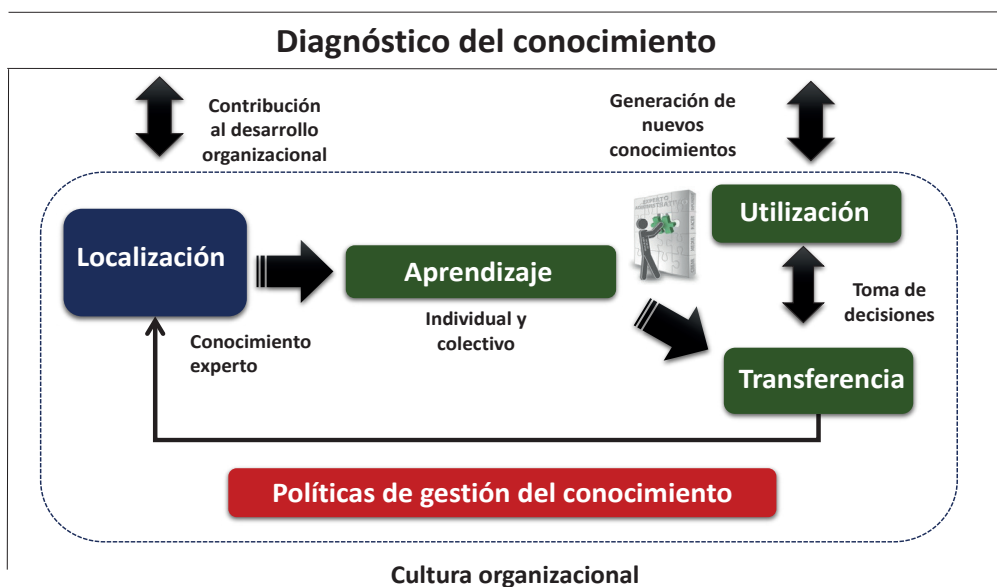 Diagnóstico del conocimiento
Contribución
al desarrollo
organizacional
Generación de
nuevos
conocimientos
Localización
Aprendizaje
Utilización
Individual y
colectivo
Conocimiento
experto
Toma de
decisiones
Transferencia
Políticas de gestión del conocimiento
Cultura organizacional